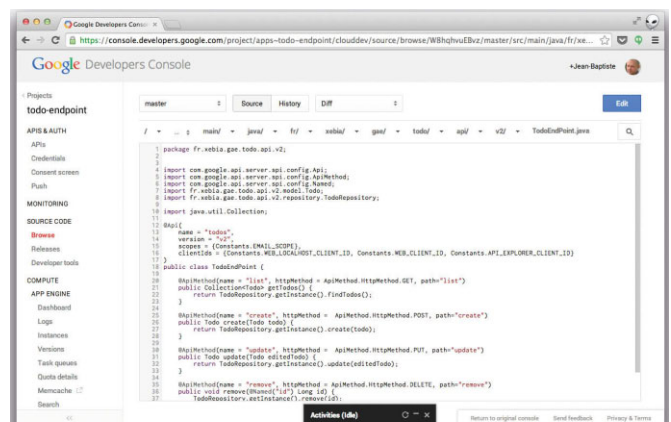 Google Developers Conso
https://console.developers.google.com/project/apps~todo-endpoint/clouddev/source/browse/WBhqhvuEBvz/master/src/main/java/fr/xe...
Google Developers Console
+Jean-Baptiste
Projects
todo-endpoint
APIS & AUTH
APIs
Credentials
Consent screen
Push
MONITORING
SOURCE CODE
Browse
Releases
Developer tools
COMPUTE
APP ENGINE
Dashboard
Logs
Instances
Versions
Task queues
Quota details
Memcache
Search
master Source History Diff Edit
/ ... main/ java/ fr/ xebia/ gae/ todo/ api/ v2/ TodoEndPoint.java
1 package fr.xebia.gae.todo.api.v2;
2
3
4 import com.google.api.server.spi.config.Api;
5 import com.google.api.server.spi.config.ApiMethod;
6 import com.google.api.server.spi.config.Named;
7 import fr.xebia.gae.todo.api.v2.model.Todo;
8 import fr.xebia.gae.todo.api.v2.repository.TodoRepository;
9
10 import java.util.Collection;
11
12 @Api(
13 name = "todos",
14 version = "v2",
15 scopes = {Constants.EMAIL_SCOPE},
16 clientIds = {Constants.WEB_LOCALHOST_CLIENT_ID, Constants.WEB_CLIENT_ID, Constants.API_EXPLORER_CLIENT_ID}
17 )
18 public class TodoEndPoint {
19
20 @ApiMethod(name = "list", httpMethod = ApiMethod.HttpMethod.GET, path="list")
21 public Collection<Todo> getTodos() {
22 return TodoRepository.getInstance().findTodos();
23 }
24
25 @ApiMethod(name = "create", httpMethod = ApiMethod.HttpMethod.POST, path="create")
26 public Todo create(Todo todo) {
27 return TodoRepository.getInstance().create(todo);
28 }
29
30 @ApiMethod(name = "update", httpMethod = ApiMethod.HttpMethod.PUT, path="update")
31 public Todo update(Todo editedTodo) {
32 return TodoRepository.getInstance().update(editedTodo);
33 }
34
35 @ApiMethod(name = "remove", httpMethod = ApiMethod.HttpMethod.DELETE, path="remove")
36 public void remove(@Named("id") Long id) {
37 TodoRepository.getInstance().remove(id);
Activities (Idle)
Return to original console Send feedback Privacy & Terms